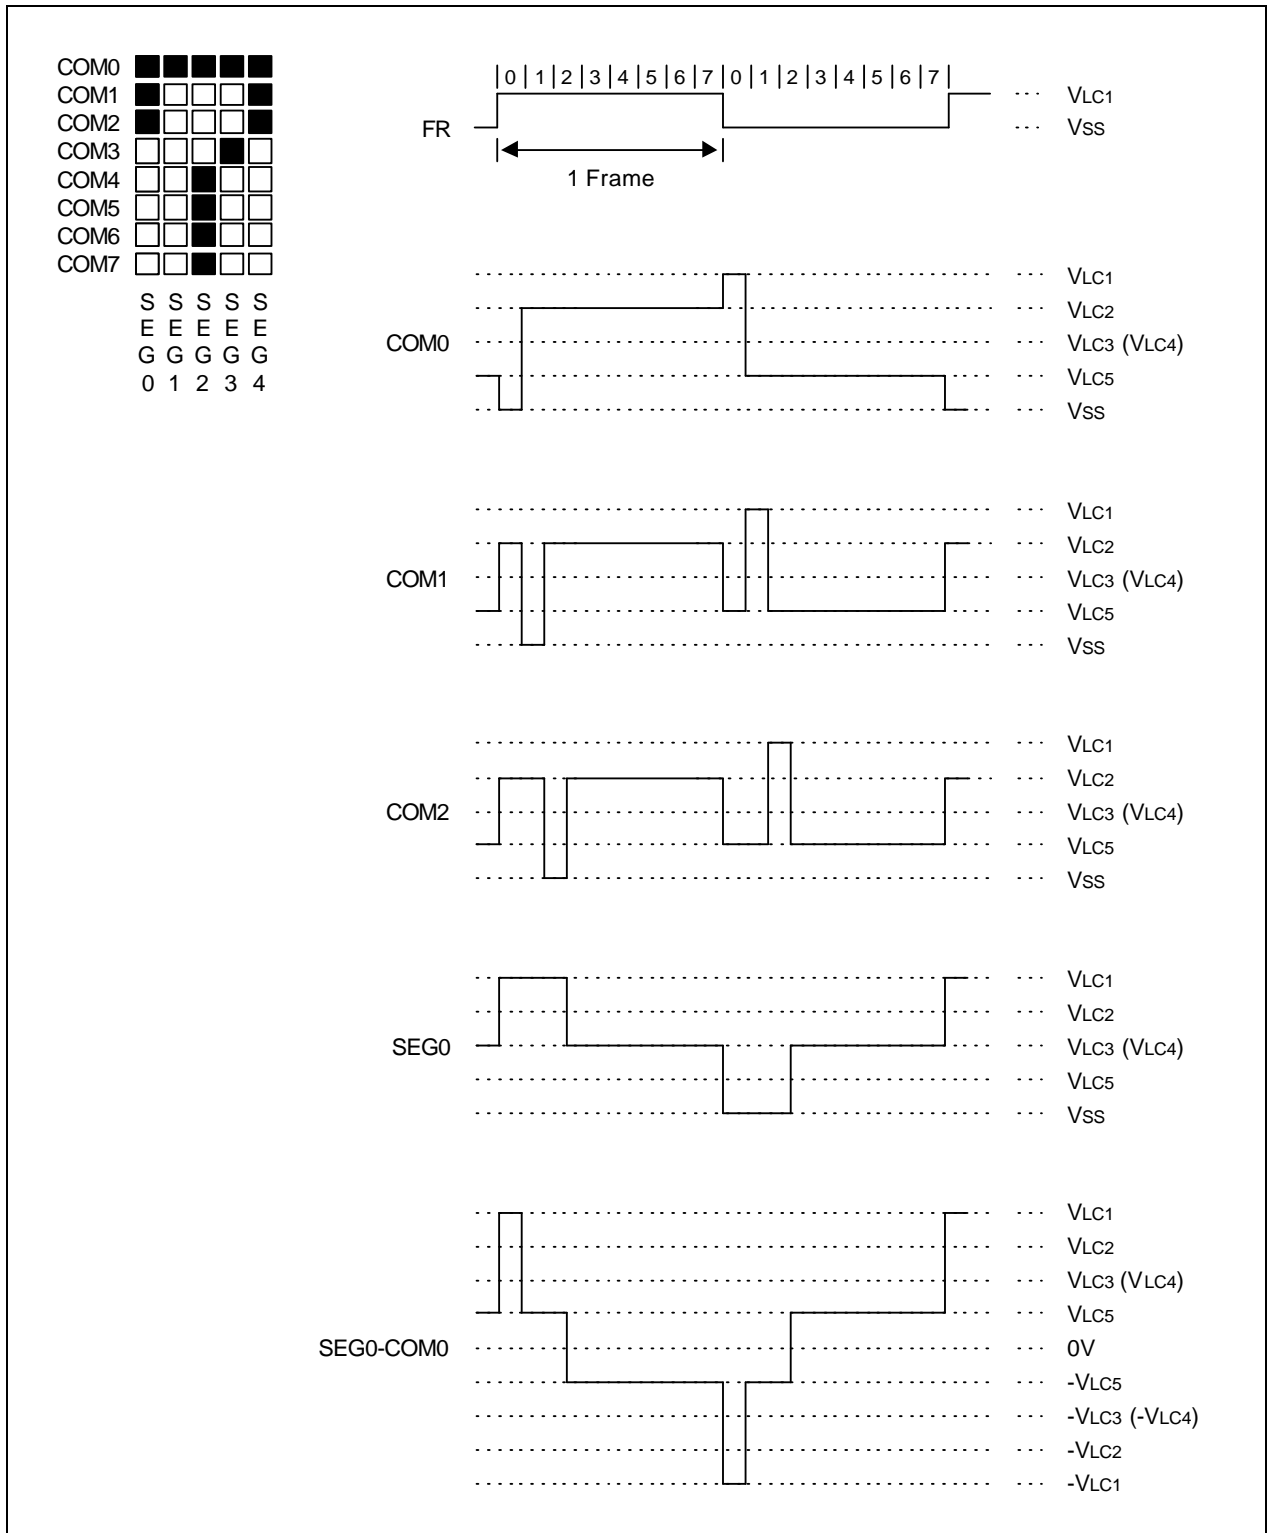 COM0
COM1
COM2
COM3
COM4
COM5
COM6
COM7
S S S S S
E E E E E
G G G G G
0 1 2 3 4
0 1 2 3 4 5 6 7 0 1 2 3 4 5 6 7
FR
VLC1
VSS
1 Frame
COM0
VLC1
VLC2
VLC3 (VLC4)
VLC5
VSS
COM1
VLC1
VLC2
VLC3 (VLC4)
VLC5
VSS
COM2
VLC1
VLC2
VLC3 (VLC4)
VLC5
VSS
SEG0
VLC1
VLC2
VLC3 (VLC4)
VLC5
VSS
SEG0-COM0
VLC1
VLC2
VLC3 (VLC4)
VLC5
0V
-VLC5
-VLC3 (-VLC4)
-VLC2
-VLC1